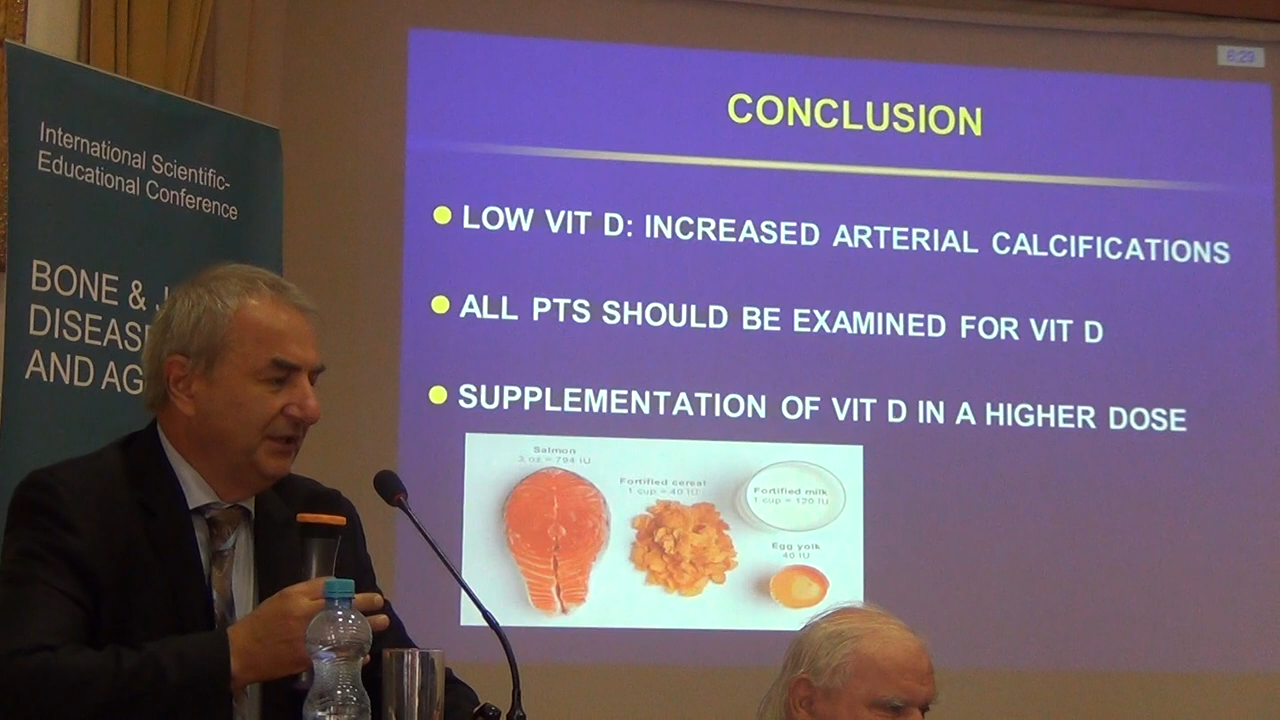 International Scientific-
Educational Conference
BONE &
AND
6:29
CONCLUSION
LOW VIT D: INCREASED ARTERIAL CALCIFICATIONS
ALL PTS SHOULD BE EXAMINED FOR VIT D
SUPPLEMENTATION OF VIT D IN A HIGHER DOSE
Salmon
3 oz = 794 IU
Fortified cereal
1 cup = 40 IU
Fortified milk
1 cup = 120 IU
Egg yolk
40 IU